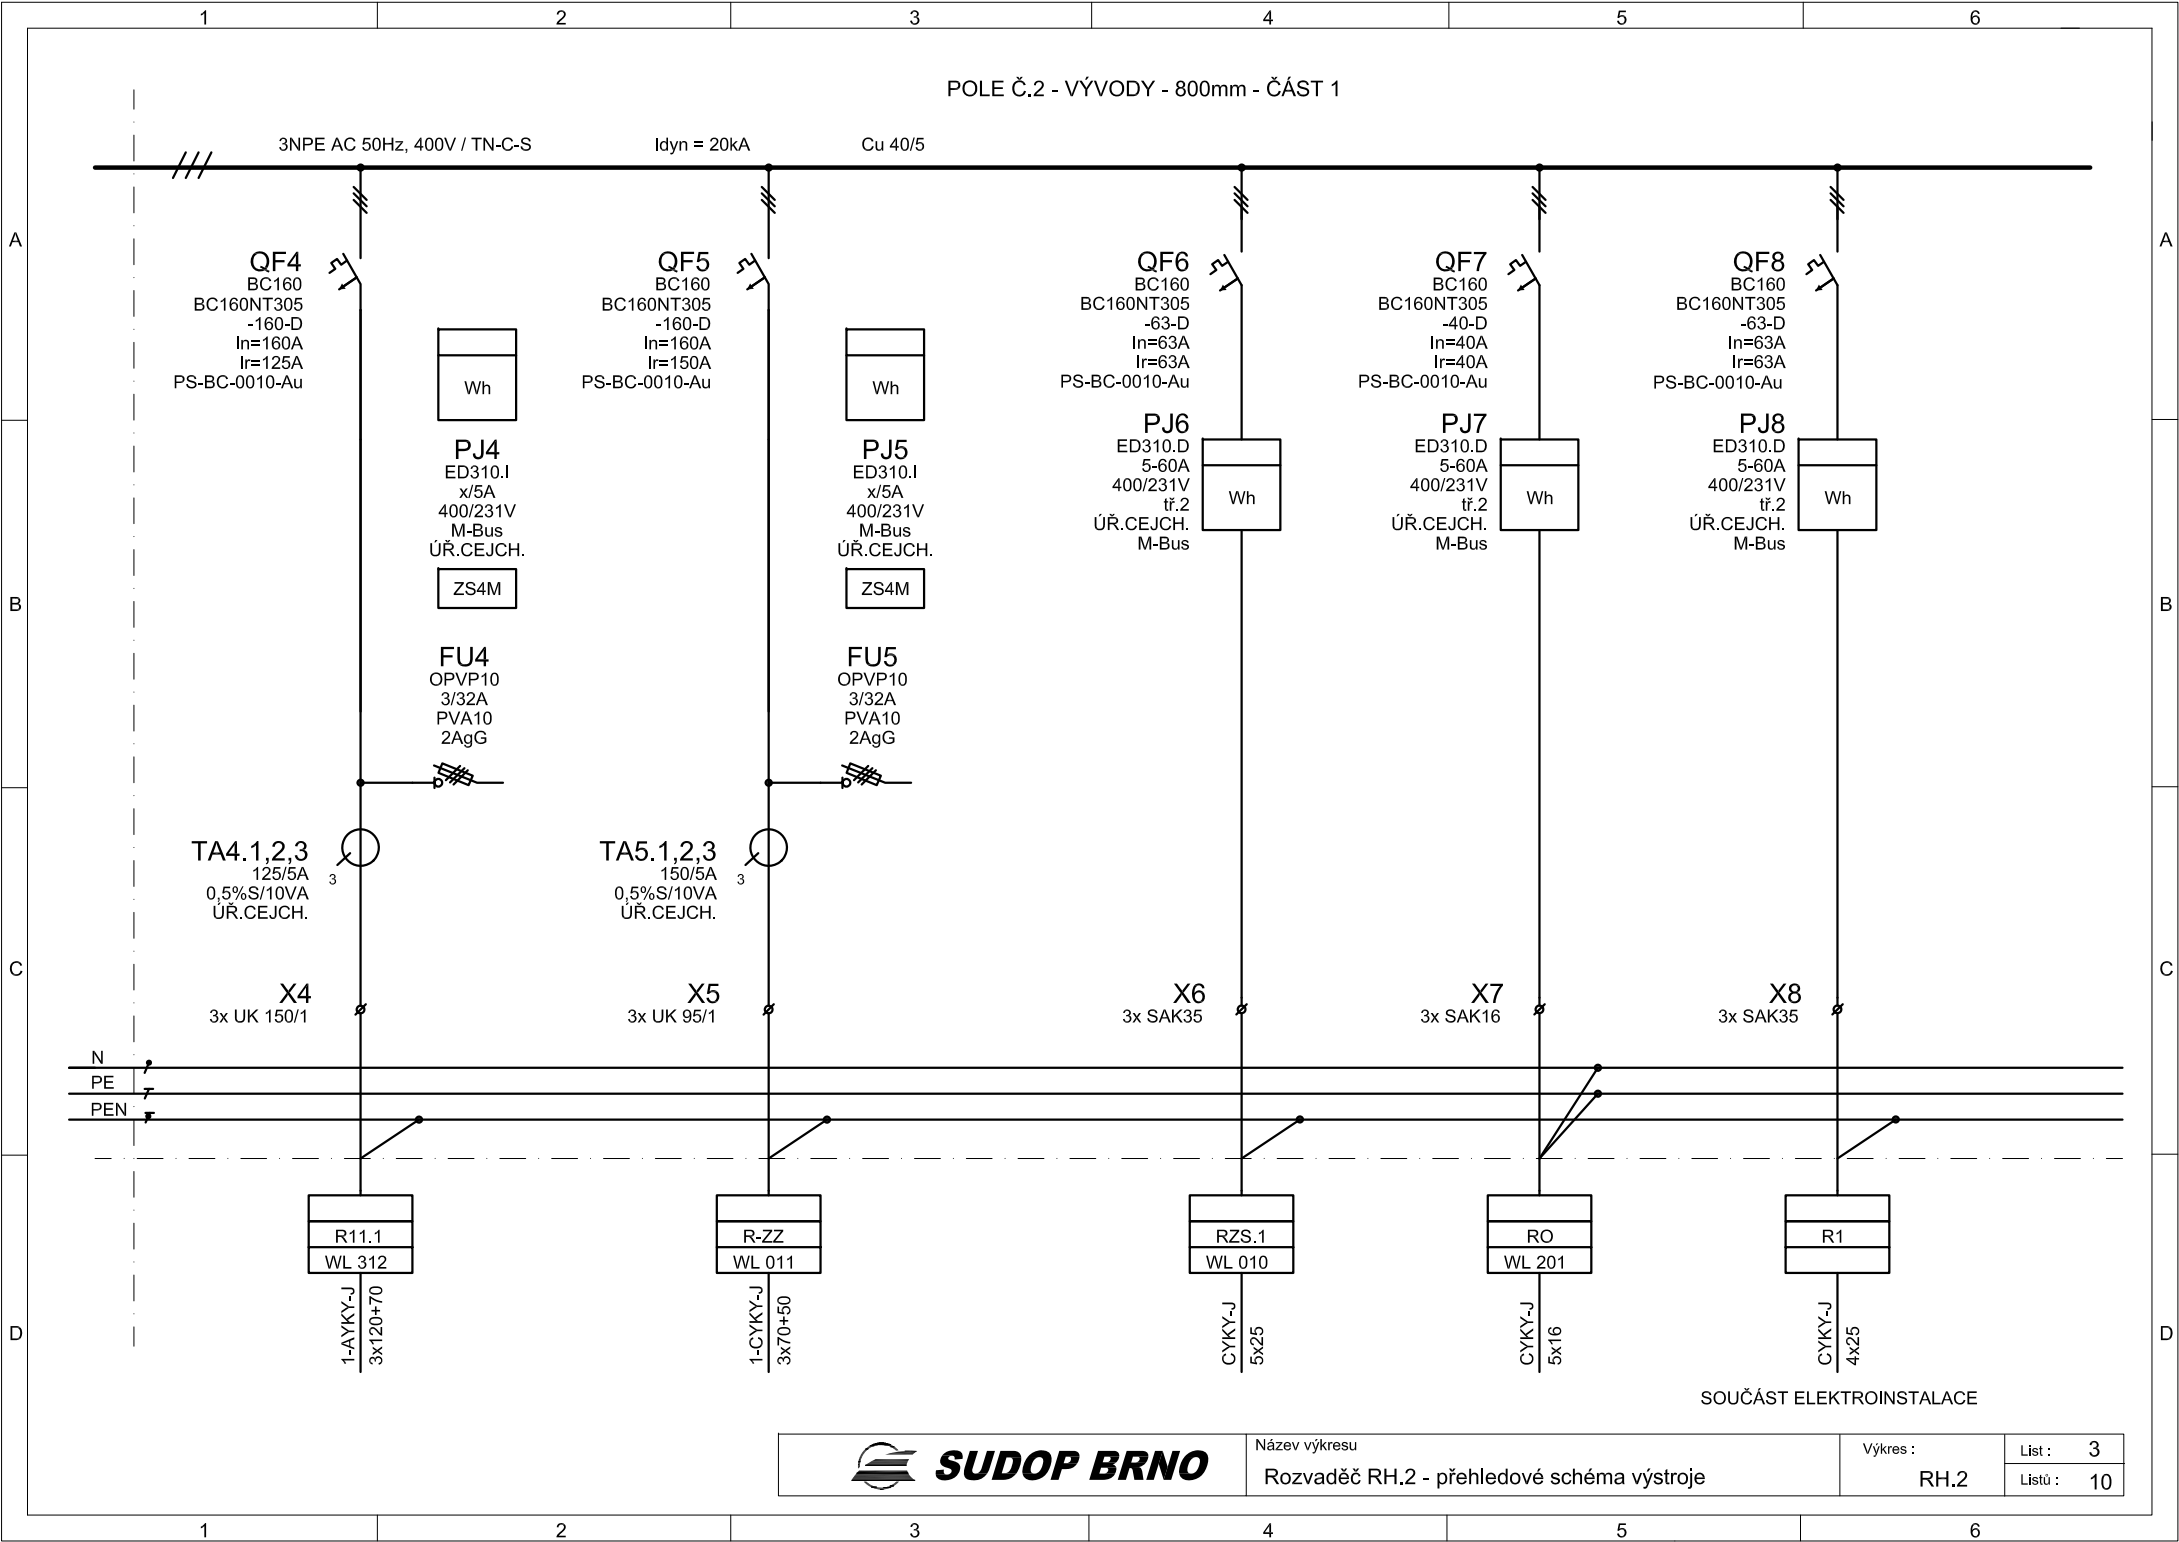 1 2 3 4 5 6
POLE Č.2 - VÝVODY - 800mm - ČÁST 1
3NPE AC 50Hz, 400V / TN-C-S
Idyn = 20kA
Cu 40/5
A
A
QF4
BC160
BC160NT305
-160-D
In=160A
Ir=125A
PS-BC-0010-Au
Wh
PJ4
ED310.I
x/5A
400/231V
M-Bus
ÚŘ.CEJCH.
ZS4M
FU4
OPVP10
3/32A
PVA10
2AgG
TA4.1,2,3
125/5A
0,5%S/10VA
ÚŘ.CEJCH.
3
X4
3x UK 150/1
QF5
BC160
BC160NT305
-160-D
In=160A
Ir=150A
PS-BC-0010-Au
Wh
PJ5
ED310.I
x/5A
400/231V
M-Bus
ÚŘ.CEJCH.
ZS4M
FU5
OPVP10
3/32A
PVA10
2AgG
TA5.1,2,3
150/5A
0,5%S/10VA
ÚŘ.CEJCH.
3
X5
3x UK 95/1
QF6
BC160
BC160NT305
-63-D
In=63A
Ir=63A
PS-BC-0010-Au
PJ6
ED310.D
5-60A
400/231V
tř.2
ÚŘ.CEJCH.
M-Bus
Wh
X6
3x SAK35
QF7
BC160
BC160NT305
-40-D
In=40A
Ir=40A
PS-BC-0010-Au
PJ7
ED310.D
5-60A
400/231V
tř.2
ÚŘ.CEJCH.
M-Bus
Wh
X7
3x SAK16
QF8
BC160
BC160NT305
-63-D
In=63A
Ir=63A
PS-BC-0010-Au
PJ8
ED310.D
5-60A
400/231V
tř.2
ÚŘ.CEJCH.
M-Bus
Wh
X8
3x SAK35
B
B
C
C
N
PE
PEN
R11.1
WL 312
1-AYKY-J
3x120+70
R-ZZ
WL 011
1-CYKY-J
3x70+50
RZS.1
WL 010
CYKY-J
5x25
RO
WL 201
CYKY-J
5x16
R1
CYKY-J
4x25
D
D
SOUČÁST ELEKTROINSTALACE
SUDOP BRNO
Název výkresu
Rozvaděč RH.2 - přehledové schéma výstroje
Výkres :
RH.2
List : 3
Listů : 10
1 2 3 4 5 6